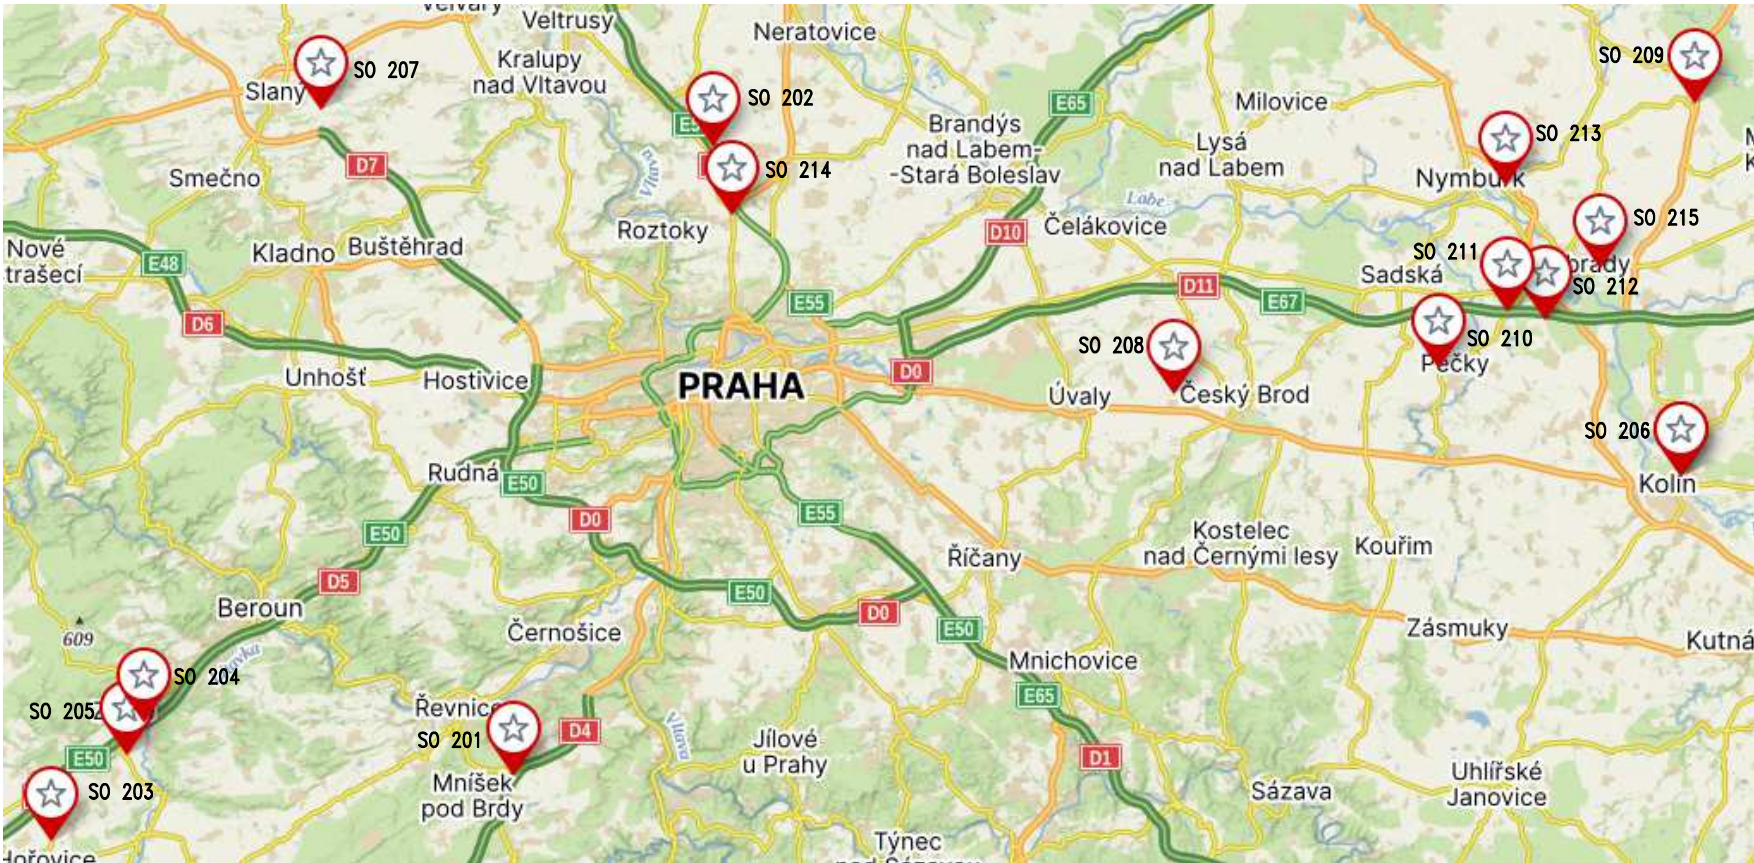 Velvary
Veltrusy
Neratovice
SO 209
Kralupy
nad Vltavou
SO 207
Slaný
SO 202
E65
Milovice
Brandýs
nad Labem-
-Stará Boleslav
Lysá
nad Labem
SO 213
D7
SO 214
Smečno
Nymburk
Labe
SO 215
Roztoky
D10
Čelákovice
Nové
trašecí
E48
Kladno
Buštěhrad
SO 211
Sadská
brady
SO 212
D11
E67
E55
D6
SO 208
SO 210
Pečky
Unhošť
Hostivice
PRAHA
D0
Úvaly
Český Brod
SO 206
Rudná
E50
Kolín
D0
E55
E50
Kostelec
nad Černými lesy
Kouřim
Říčany
D5
E50
Beroun
D0
609
Černošice
E50
Zásmuky
Kutná
Mnichovice
SO 204
E65
SO 205
Řevnice
SO 201
D4
Vltava
Jílové
u Prahy
E50
D1
Mníšek
pod Brdy
SO 203
Sázava
Uhlířské
Janovice
Týnec
nad Sázavou
Hořovice